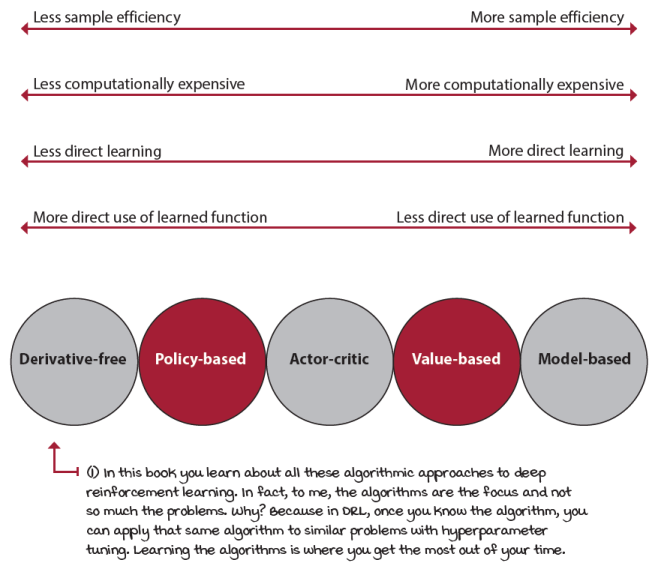 Less sample efficiency More sample efficiency
Less computationally expensive More computationally expensive
Less direct learning More direct learning
More direct use of learned function Less direct use of learned function
Derivative-free Policy-based Actor-critic Value-based Model-based
(1) In this book you learn about all these algorithmic approaches to deep
reinforcement learning. In fact, to me, the algorithms are the focus and not
so much the problems. Why? Because in DRL, once you know the algorithm, you
can apply that same algorithm to similar problems with hyperparameter
tuning. Learning the algorithms is where you get the most out of your time.